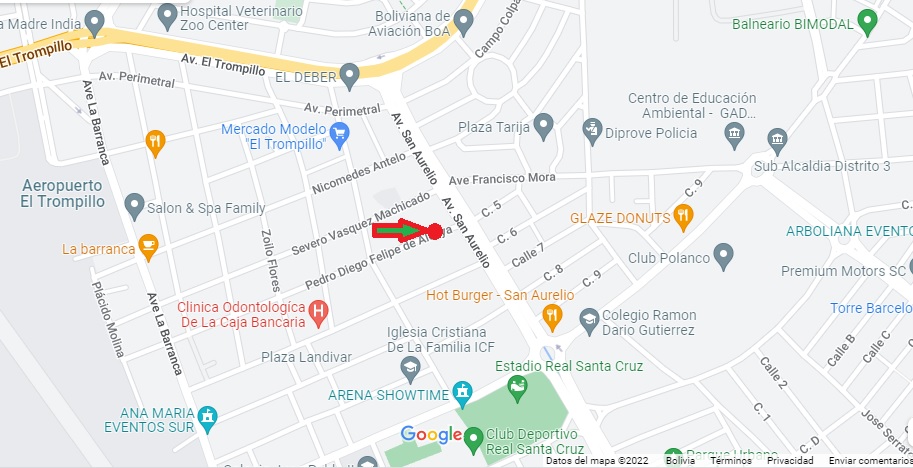 a Madre India
Hospital Veterinario
Zoo Center
Boliviana de
Aviación BoA
Campo Colpa
Balneario BIMODAL
El Trompillo
Av. El Trompillo
Av. Perimetral
EL DEBER
Av. Perimetral
Ave La Barranca
Mercado Modelo
"El Trompillo"
Av. San Aurelio
Plaza Tarija
Centro de Educación
Ambiental - GAD...
Diprove Policia
Sub Alcaldia Distrito 3
Nicomedes Antelo
Ave Francisco Mora
C. 9
Aeropuerto
El Trompillo
Salon & Spa Family
Severo Vasquez Machicado
Av. San Aurelio
C. 5
GLAZE DONUTS
ARBOLIANA EVENTO
La barranca
Zoilo Flores
Pedro Diego Felipe de
C. 6
Calle 7
C. 8
C. 9
Club Polanco
Premium Motors SC
Plácido Molina
Ave La Barranca
Clinica Odontologica
De La Caja Bancaria
Hot Burger - San Aurelio
Colegio Ramon
Dario Gutierrez
Torre Barcelo
Iglesia Cristiana
De La Familia ICF
Plaza Landivar
Estadio Real Santa Cruz
Calle B
Calle C
Calle 2
ARENA SHOWTIME
ANA MARIA
EVENTOS SUR
C. 1
C. D
Jose Serrat
Google
Club Deportivo
Real Santa Cruz
Parque Urbano
Datos del mapa ©2022 Bolivia Términos Privacidad Enviar comentarios